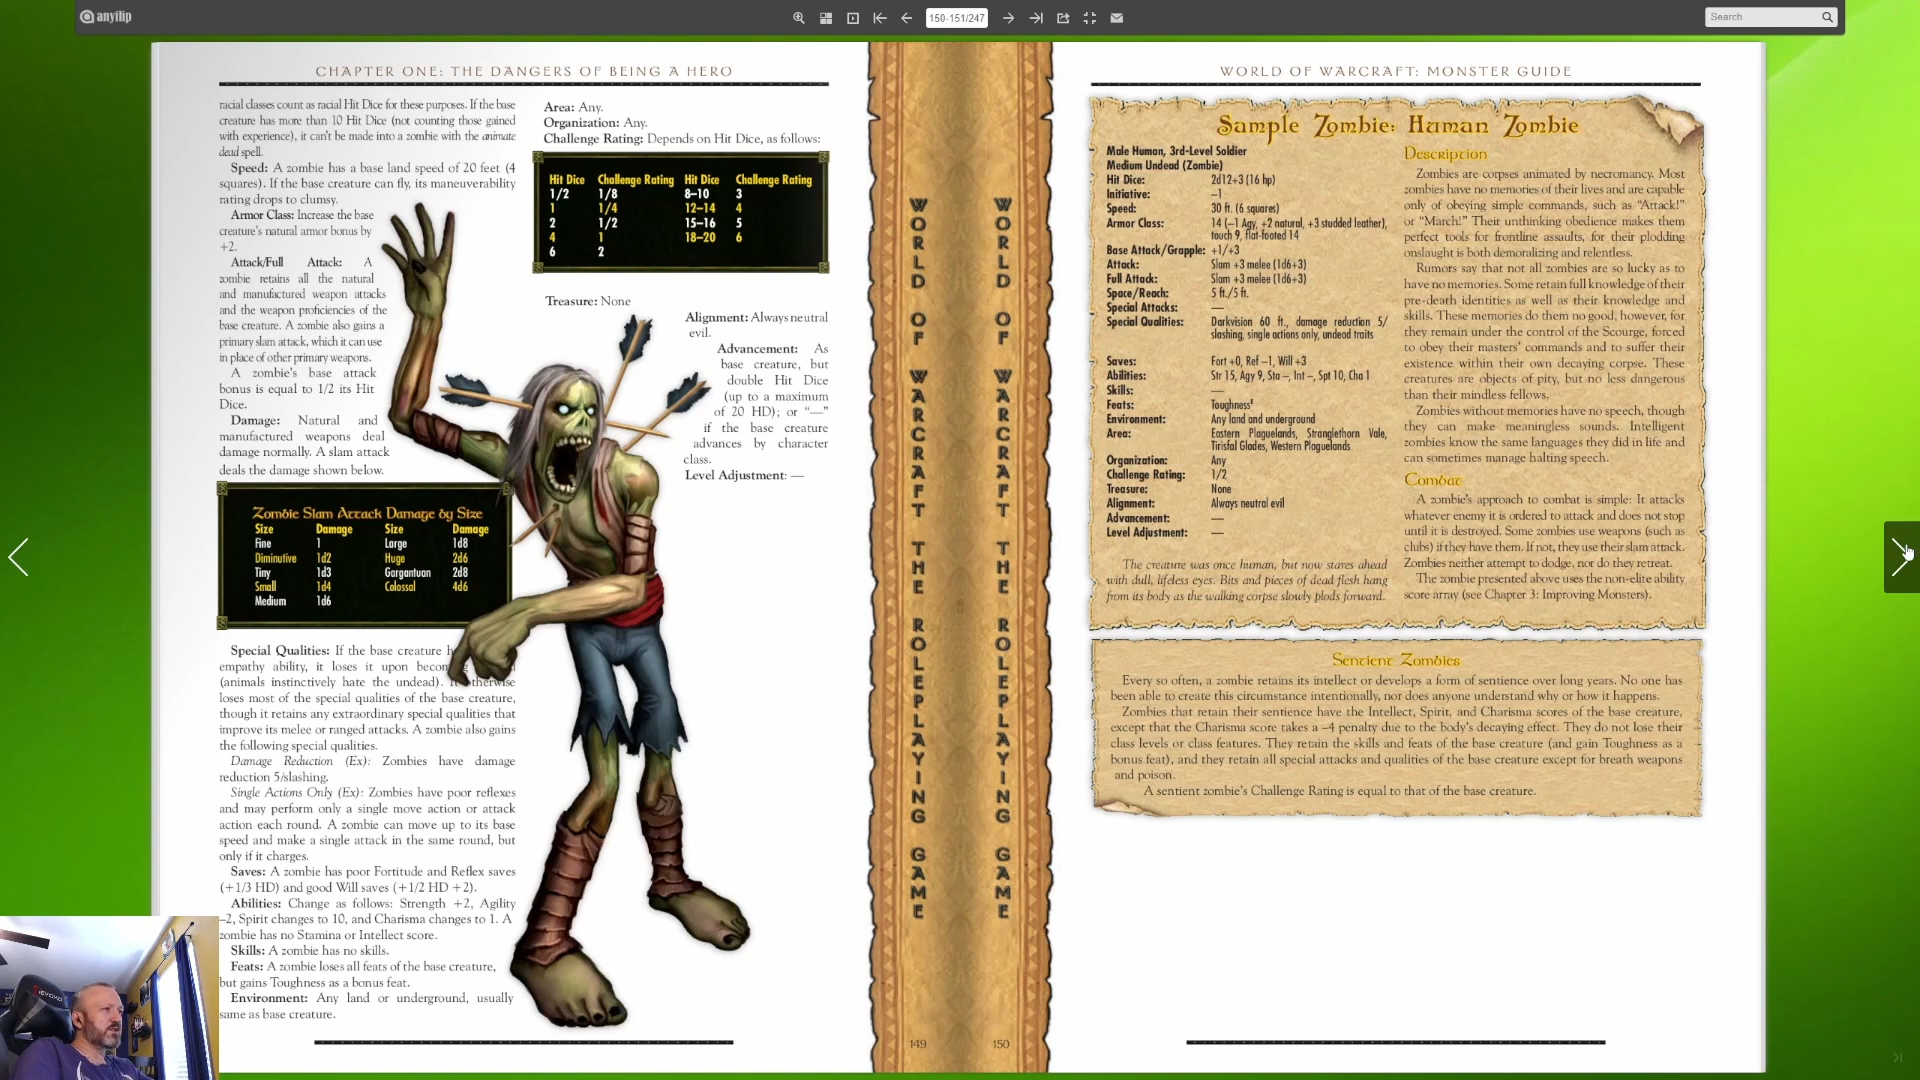 anyflip
150-151/247
Search
CHAPTER ONE: THE DANGERS OF BEING A HERO
racial classes count as racial Hit Dice for these purposes. If the base
creature has more than 10 Hit Dice (not counting those gained
with experience), it can't be made into a zombie with the animate
dead spell.
Speed: A zombie has a base land speed of 20 feet (4
squares). If the base creature can fly, its maneuverability
rating drops to clumsy.
Armor Class: Increase the base
creature's natural armor bonus by
+2.
Attack/Full Attack: A
zombie retains all the natural
and manufactured weapon attacks
and the weapon proficiencies of the
base creature. A zombie also gains a
primary slam attack, which it can use
in place of other primary weapons.
A zombie's base attack
bonus is equal to 1/2 its Hit
Dice.
Damage: Natural and
manufactured weapons deal
damage normally. A slam attack
deals the damage shown below.
Zombie Slam Attack Damage by Size
Size Damage Size Damage
Fine 1 Large 1d8
Diminutive 1d2 Huge 2d6
Tiny 1d3 Gargantuan 2d8
Small 1d4 Colossal 4d6
Medium 1d6
Special Qualities: If the base creature
empathy ability, it loses it upon
(animals instinctively hate the undead).
loses most of the special qualities of the base creature,
though it retains any extraordinary special qualities that
improve its melee or ranged attacks. A zombie also gains
the following special qualities.
Damage Reduction (Ex): Zombies have damage
reduction 5/slashing.
Single Actions Only (Ex): Zombies have poor reflexes
and may perform only a single move action or attack
action each round. A zombie can move up to its base
speed and make a single attack in the same round, but
only if it charges.
Saves: A zombie has poor Fortitude and Reflex saves
(+1/3 HD) and good Will saves (+1/2 HD +2).
Abilities: Change as follows: Strength +2, Agility
–2, Spirit changes to 10, and Charisma changes to 1. A
zombie has no Stamina or Intellect score.
Skills: A zombie has no skills.
Feats: A zombie loses all feats of the base creature,
but gains Toughness as a bonus feat.
Environment: Any land or underground, usually
same as base creature.
Area: Any.
Organization: Any.
Challenge Rating: Depends on Hit Dice, as follows:
Hit Dice Challenge Rating Hit Dice Challenge Rating
1/2 1/8 8–10 3
1 1/4 12–14 4
2 1/2 15–16 5
4 1 18–20 6
6 2
Treasure: None
Alignment: Always neutral
evil.
Advancement: As
base creature, but
double Hit Dice
(up to a maximum
of 20 HD); or “—”
if the base creature
advances by character
class.
Level Adjustment: —
WORLD OF WARCRAFT THE ROLEPLAYING GAME
149
WORLD OF WARCRAFT THE ROLEPLAYING GAME
150
WORLD OF WARCRAFT: MONSTER GUIDE
Sample Zombie: Human Zombie
Male Human, 3rd-Level Soldier
Medium Undead (Zombie)
Hit Dice: 2d12+3 (16 hp)
Initiative: –1
Speed: 30 ft. (6 squares)
Armor Class: 14 (–1 Agy, +2 natural, +3 studded leather),
touch 9, flat-footed 14
Base Attack/Grapple: +1/+3
Attack: Slam +3 melee (1d6+3)
Full Attack: Slam +3 melee (1d6+3)
Space/Reach: 5 ft./5 ft.
Special Attacks: —
Special Qualities: Darkvision 60 ft., damage reduction 5/
slashing, single actions only, undead traits
Saves: Fort +0, Ref –1, Will +3
Abilities: Str 15, Agy 9, Sta –, Int –, Spt 10, Cha 1
Skills: —
Feats: Toughness
Environment: Any land and underground
Area: Eastern Plaguelands, Stranglethorn Vale,
Tirisfal Glades, Western Plaguelands
Organization: Any
Challenge Rating: 1/2
Treasure: None
Alignment: Always neutral evil
Advancement: —
Level Adjustment: —
The creature was once human, but now stares ahead
with dull, lifeless eyes. Bits and pieces of dead flesh hang
from its body as the walking corpse slowly plods forward.
Description
Zombies are corpses animated by necromancy. Most
zombies have no memories of their lives and are capable
only of obeying simple commands, such as “Attack!”
or “March!” Their unthinking obedience makes them
perfect tools for frontline assaults, for their plodding
onslaught is both demoralizing and relentless.
Rumors say that not all zombies are so lucky as to
have no memories. Some retain full knowledge of their
pre-death identities as well as their knowledge and
skills. These memories do them no good, however, for
they remain under the control of the Scourge, forced
to obey their masters' commands and to suffer their
existence within their own decaying corpse. These
creatures are objects of pity, but no less dangerous
than their mindless fellows.
Zombies without memories have no speech, though
they can make meaningless sounds. Intelligent
zombies know the same languages they did in life and
can sometimes manage halting speech.
Combat
A zombie's approach to combat is simple: It attacks
whatever enemy it is ordered to attack and does not stop
until it is destroyed. Some zombies use weapons (such as
clubs) if they have them. If not, they use their slam attack.
Zombies neither attempt to dodge, nor do they retreat.
The zombie presented above uses the non-elite ability
score array (see Chapter 3: Improving Monsters).
Sentient Zombies
Every so often, a zombie retains its intellect or develops a form of sentience over long years. No one has
been able to create this circumstance intentionally, nor does anyone understand why or how it happens.
Zombies that retain their sentience have the Intellect, Spirit, and Charisma scores of the base creature,
except that the Charisma score takes a –4 penalty due to the body's decaying effect. They do not lose their
class levels or class features. They retain the skills and feats of the base creature (and gain Toughness as a
bonus feat), and they retain all special attacks and qualities of the base creature except for breath weapons
and poison.
A sentient zombie's Challenge Rating is equal to that of the base creature.